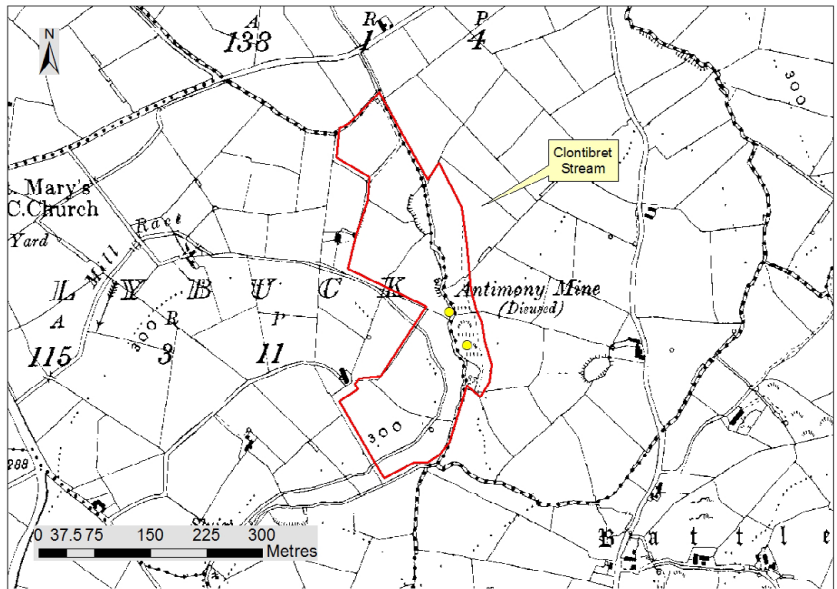 N
A R P
138 1 4
300
Clontibret
Stream
. Mary's
C.Church
Yard
Mill Race
L Y B U C K
Antimony Mine
(Disused)
A R P
300
115 3 11
300
288
0 37.5 75 150 225 300
Metres
B a t t l e